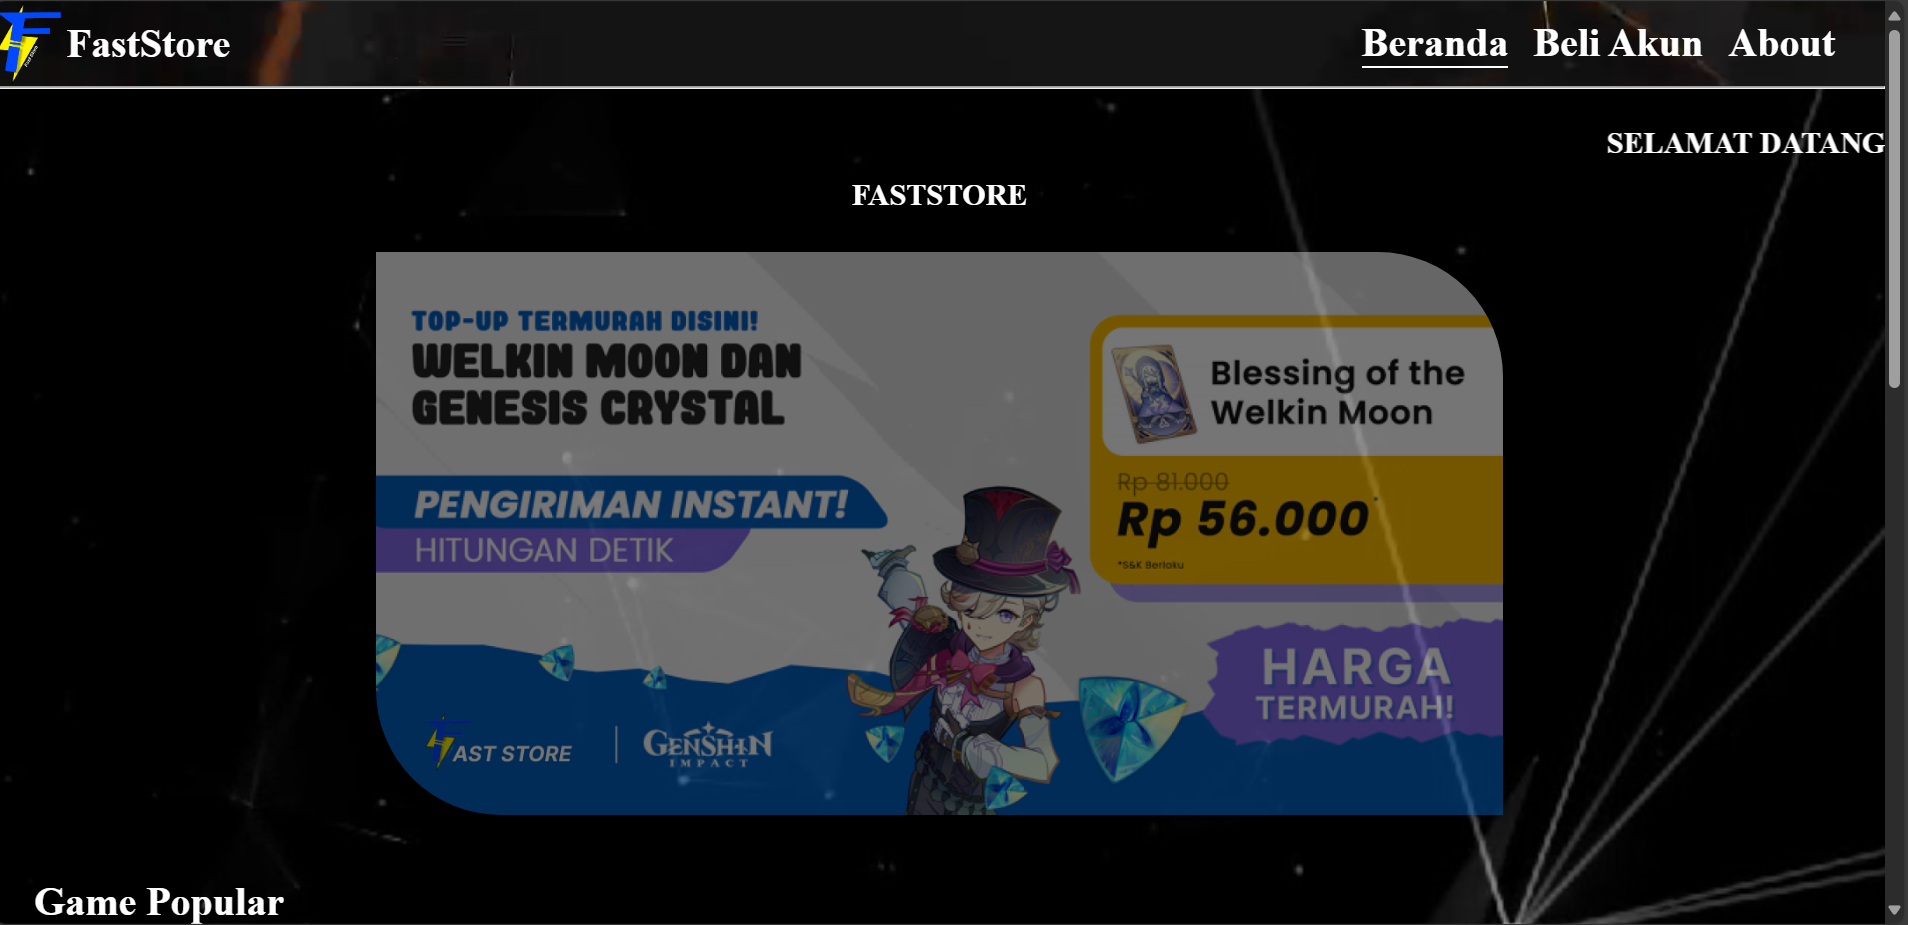 FastStore
Beranda Beli Akun About
SELAMAT DATANG
FASTSTORE
TOP-UP TERMURAH DISINI!
WELKIN MOON DAN
GENESIS CRYSTAL
PENGIRIMAN INSTANT!
HITUNGAN DETIK
Blessing of the
Welkin Moon
Rp 81.000
Rp 56.000
*S&K Berlaku
HARGA
TERMURAH!
FAST STORE
GENSHIN
IMPACT
Game Popular